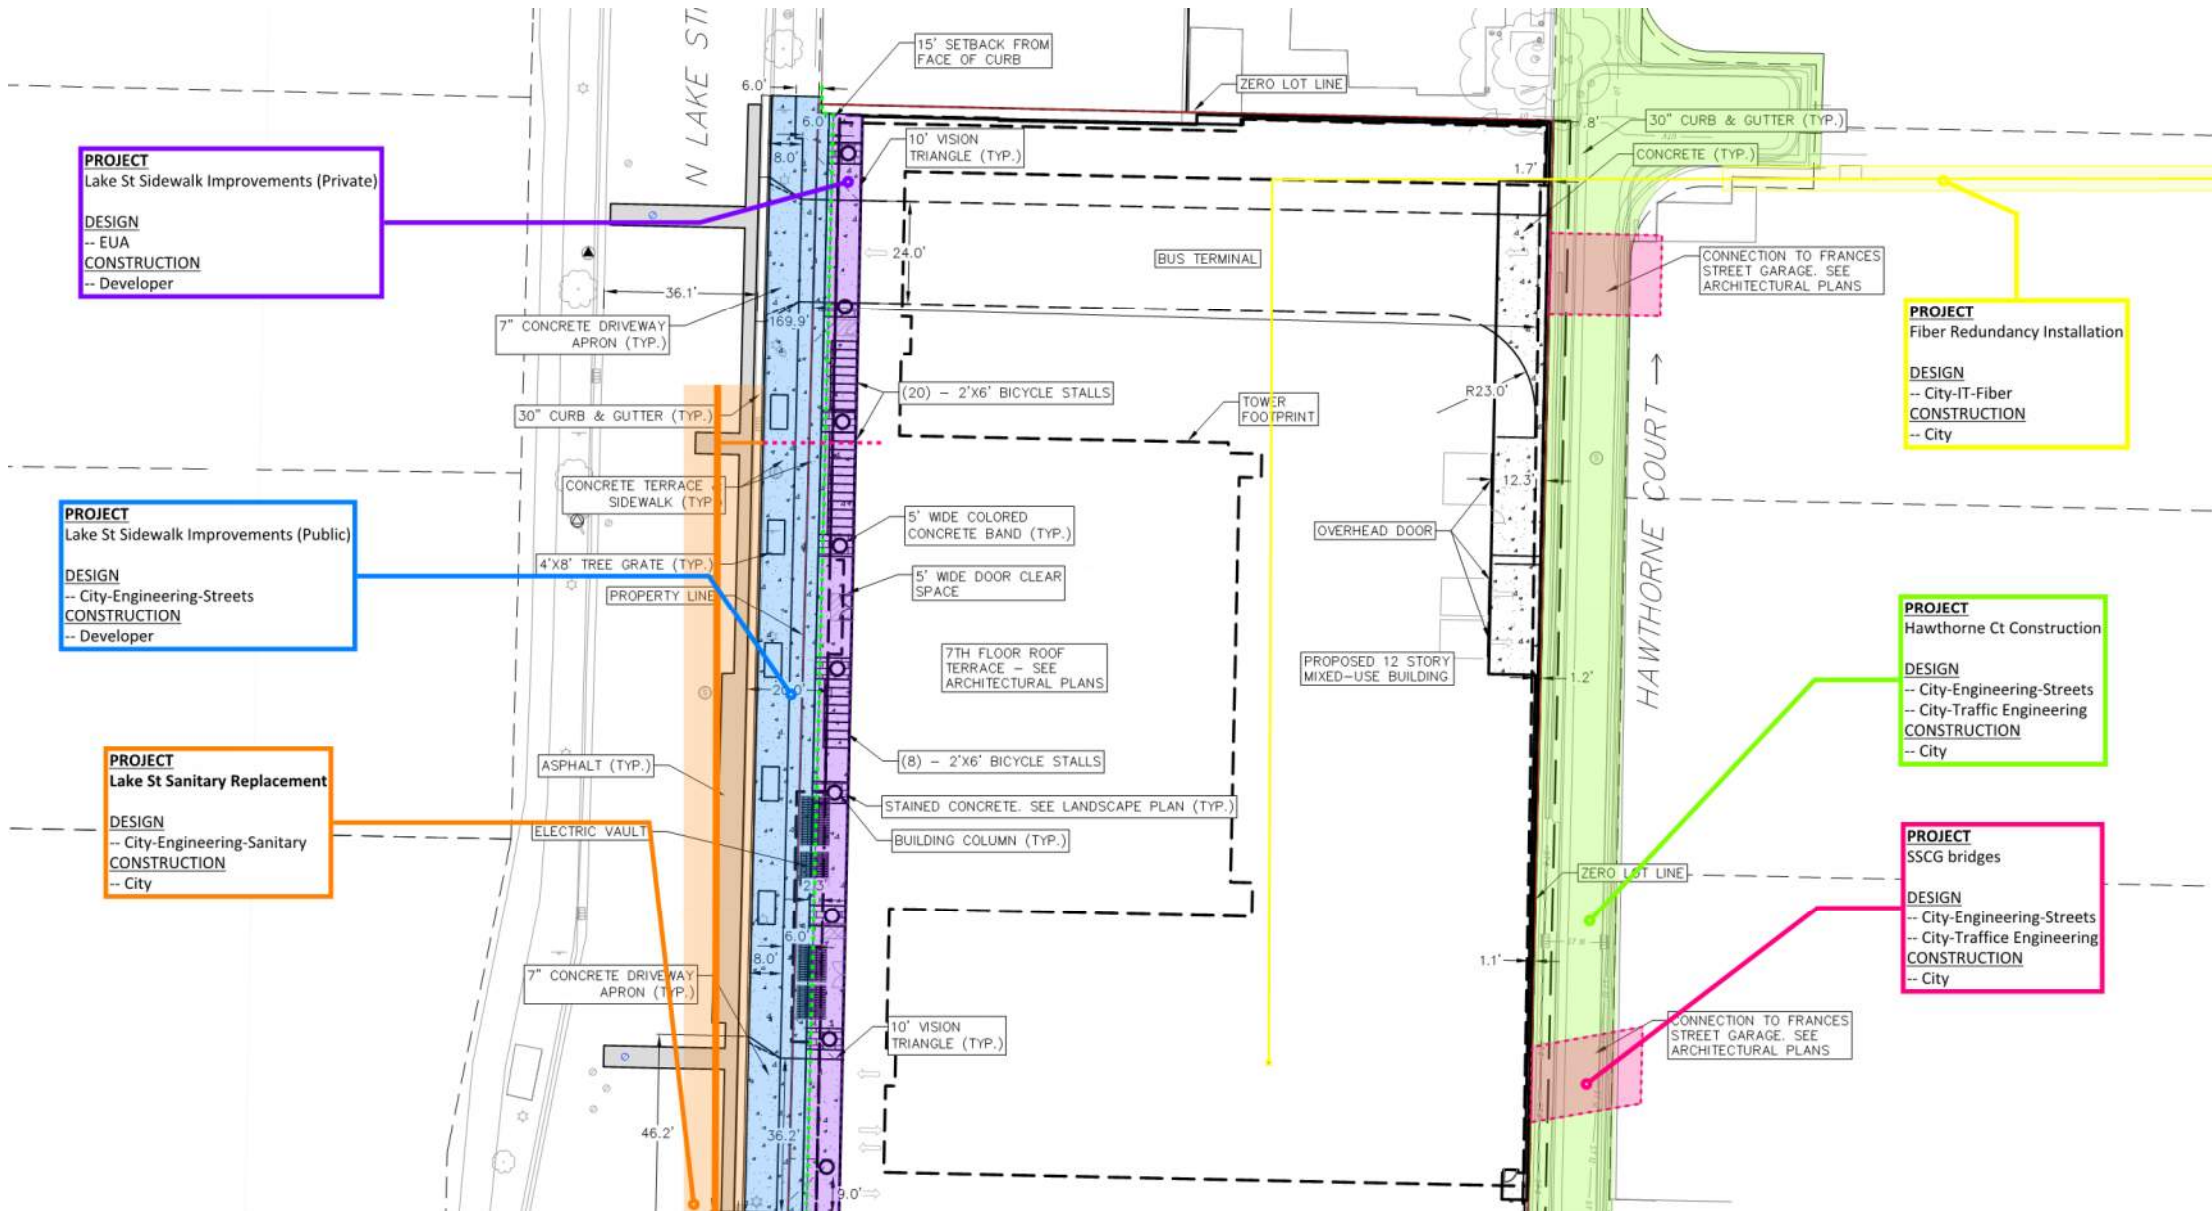 N LAKE ST
15' SETBACK FROM
FACE OF CURB
6.0'
ZERO LOT LINE
6.0'
.8'
30" CURB & GUTTER (TYP.)
10' VISION
TRIANGLE (TYP.)
8.0'
CONCRETE (TYP.)
1.7'
PROJECT
Lake St Sidewalk Improvements (Private)
DESIGN
-- EUA
CONSTRUCTION
-- Developer
24.0'
BUS TERMINAL
CONNECTION TO FRANCES
STREET GARAGE. SEE
ARCHITECTURAL PLANS
36.1'
169.9'
7" CONCRETE DRIVEWAY
APRON (TYP.)
PROJECT
Fiber Redundancy Installation
DESIGN
-- City-IT-Fiber
CONSTRUCTION
-- City
(20) - 2'X6' BICYCLE STALLS
R23.0'
TOWER
FOOTPRINT
30" CURB & GUTTER (TYP.)
HAWTHORNE COURT
CONCRETE TERRACE
SIDEWALK (TYP
12.3'
5' WIDE COLORED
CONCRETE BAND (TYP.)
OVERHEAD DOOR
PROJECT
Lake St Sidewalk Improvements (Public)
DESIGN
-- City-Engineering-Streets
CONSTRUCTION
-- Developer
4'X8' TREE GRATE (TYP.)
5' WIDE DOOR CLEAR
SPACE
PROPERTY LINE
PROJECT
Hawthorne Ct Construction
DESIGN
-- City-Engineering-Streets
-- City-Traffic Engineering
CONSTRUCTION
-- City
7TH FLOOR ROOF
TERRACE - SEE
ARCHITECTURAL PLANS
PROPOSED 12 STORY
MIXED-USE BUILDING
1.2'
PROJECT
Lake St Sanitary Replacement
DESIGN
-- City-Engineering-Sanitary
CONSTRUCTION
-- City
ASPHALT (TYP.)
(8) - 2'X6' BICYCLE STALLS
STAINED CONCRETE. SEE LANDSCAPE PLAN (TYP.)
ELECTRIC VAULT
BUILDING COLUMN (TYP.)
PROJECT
SSCG bridges
DESIGN
-- City-Engineering-Streets
-- City-Traffice Engineering
CONSTRUCTION
-- City
ZERO LOT LINE
2.3'
6.0'
8.0'
1.1'
7" CONCRETE DRIVEWAY
APRON (TYP.)
10' VISION
TRIANGLE (TYP.)
CONNECTION TO FRANCES
STREET GARAGE. SEE
ARCHITECTURAL PLANS
46.2'
36.2'
9.0'